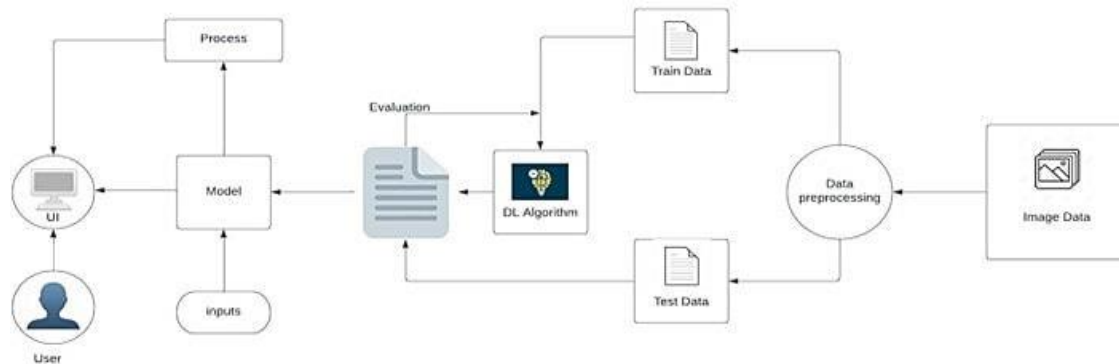 Process
Train Data
Evaluation
Model
DL Algorithm
Data
preprocessing
Image Data
UI
Test Data
inputs
User